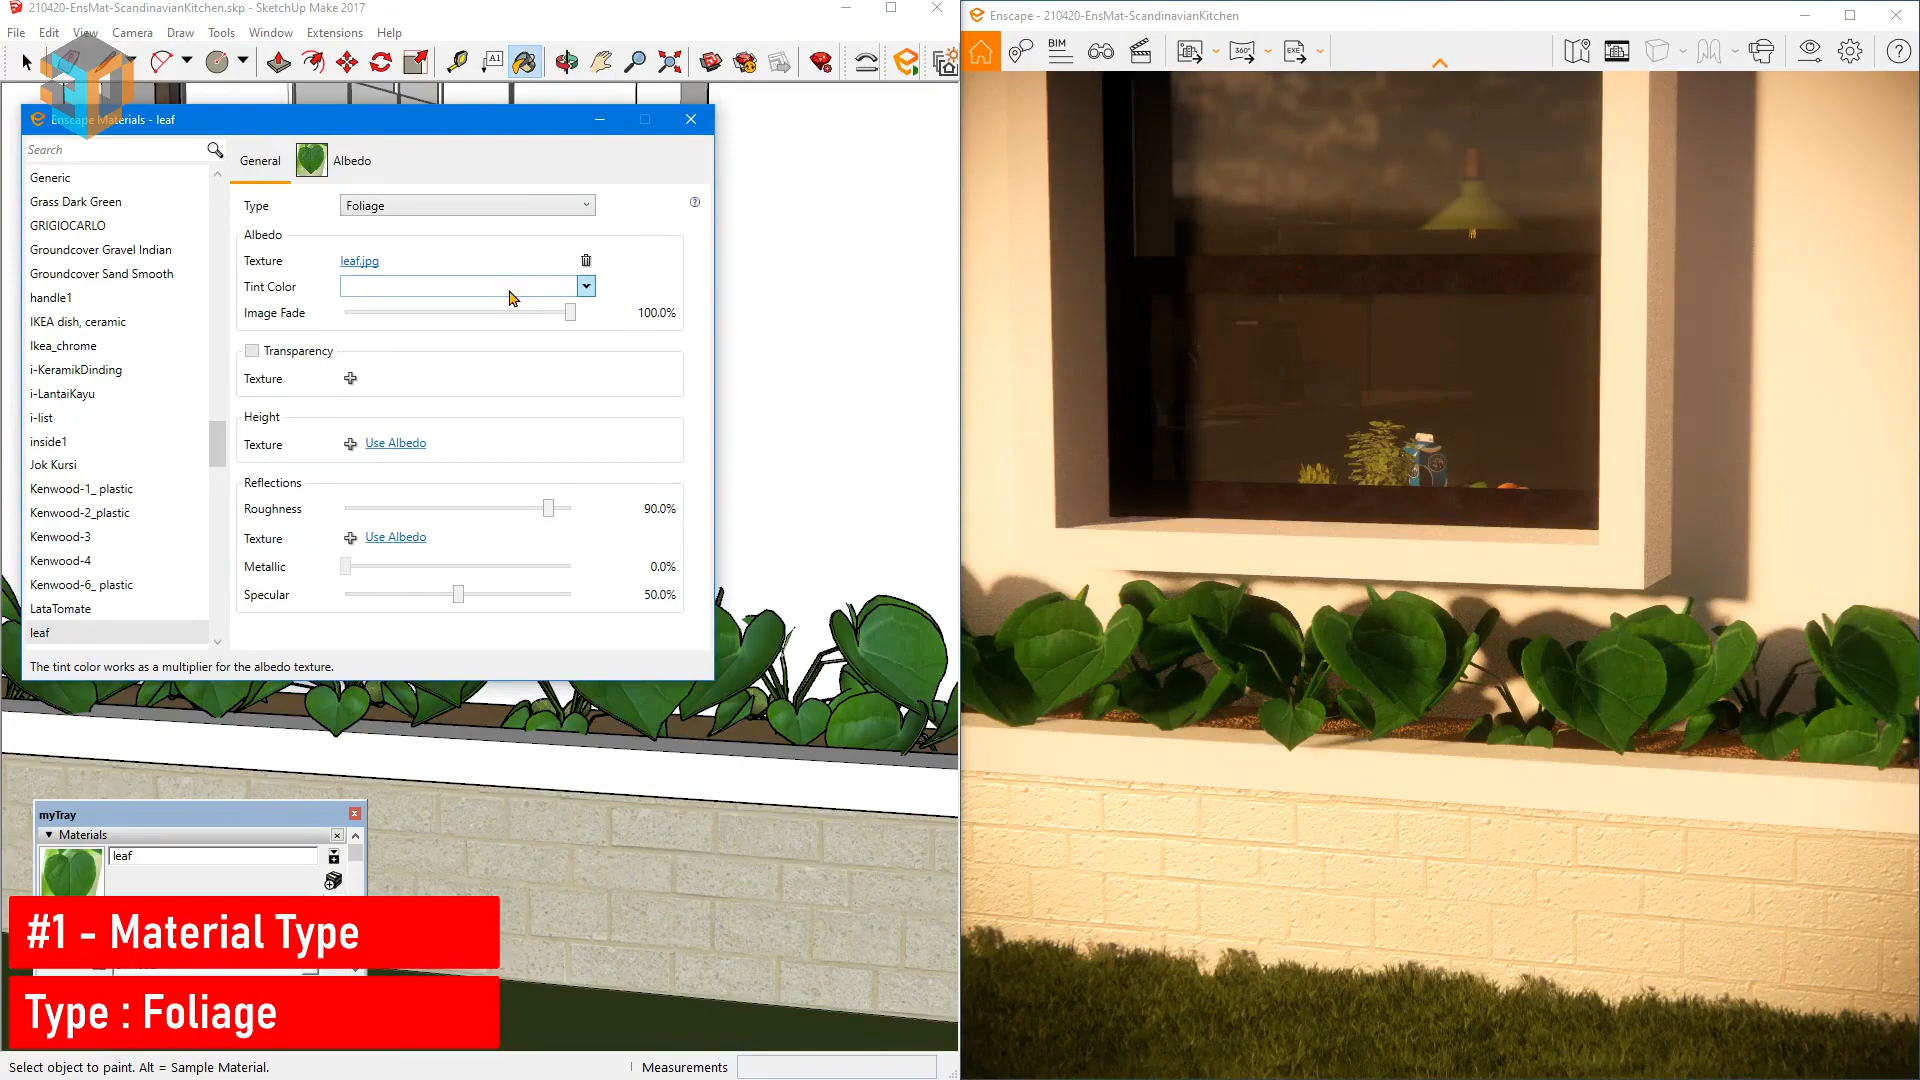 210420-EnsMat-ScandinavianKitchen.skp - SketchUp Make 2017
File Edit View Camera Draw Tools Window Extensions Help
A1
3D
Enscape Materials - leaf
Search
Generic
Grass Dark Green
GRIGIOCARLO
Groundcover Gravel Indian
Groundcover Sand Smooth
handle1
IKEA dish, ceramic
Ikea_chrome
i-KeramikDinding
i-LantaiKayu
i-list
inside1
Jok Kursi
Kenwood-1_ plastic
Kenwood-2_plastic
Kenwood-3
Kenwood-4
Kenwood-6_ plastic
LataTomate
leaf
General
Albedo
Type Foliage
Albedo
Texture leaf.jpg
Tint Color
Image Fade 100.0%
Transparency
Texture
Height
Texture Use Albedo
Reflections
Roughness 90.0%
Texture Use Albedo
Metallic 0.0%
Specular 50.0%
The tint color works as a multiplier for the albedo texture.
myTray
Materials
leaf
#1 - Material Type
Type : Foliage
Select object to paint. Alt = Sample Material.
Measurements
Enscape - 210420-EnsMat-ScandinavianKitchen
BIM
360°
EXE